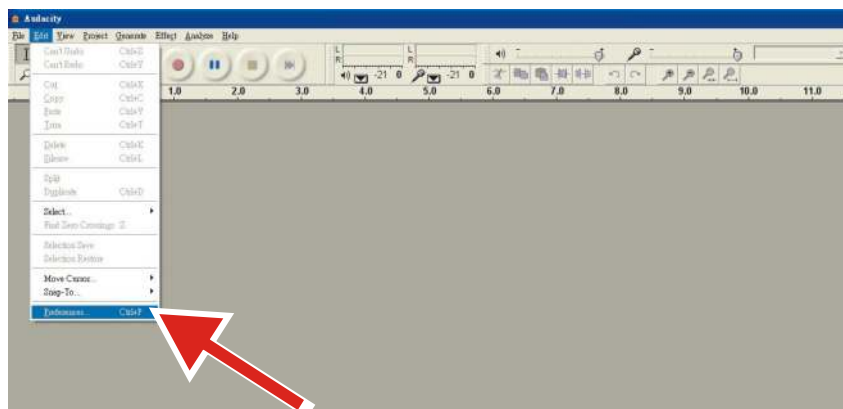 Audacity
File Edit View Project Generate Effect Analyze Help
Can't Undo Ctrl+Z
Can't Redo Ctrl+Y
L
R
L
R
-21 0
-21 0
Cut Ctrl+X
Copy Ctrl+C
Paste Ctrl+V
Trim Ctrl+T
1.0 2.0 3.0 4.0 5.0 6.0 7.0 8.0 9.0 10.0 11.0
Delete Ctrl+K
Silence Ctrl+L
Split
Duplicate Ctrl+D
Select...
Find Zero Crossings Z
Selection Save
Selection Restore
Move Cursor...
Snap-To...
Preferences... Ctrl+P